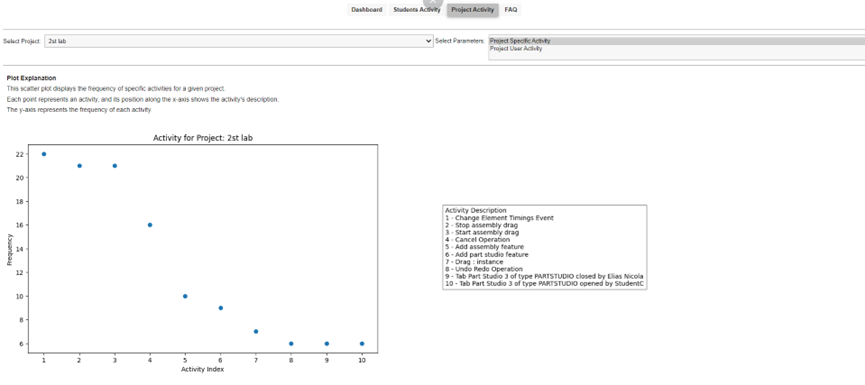 Dashboard Students Activity Project Activity FAQ
Select Project: 2st lab Select Parameters: Project Specific Activity
Project User Activity
Plot Explanation
This scatter plot displays the frequency of specific activities for a given project.
Each point represents an activity, and its position along the x-axis shows the activity's description.
The y-axis represents the frequency of each activity
Activity for Project: 2st lab
22
20
18
16
14
12
10
8
6
Frequency
1 2 3 4 5 6 7 8 9 10
Activity Index
Activity Description
1 - Change Element Timings Event
2 - Stop assembly drag
3 - Start assembly drag
4 - Cancel Operation
5 - Add assembly feature
6 - Add part studio feature
7 - Drag : instance
8 - Undo Redo Operation
9 - Tab Part Studio 3 of type PARTSTUDIO closed by Elias Nicola
10 - Tab Part Studio 3 of type PARTSTUDIO opened by StudentC